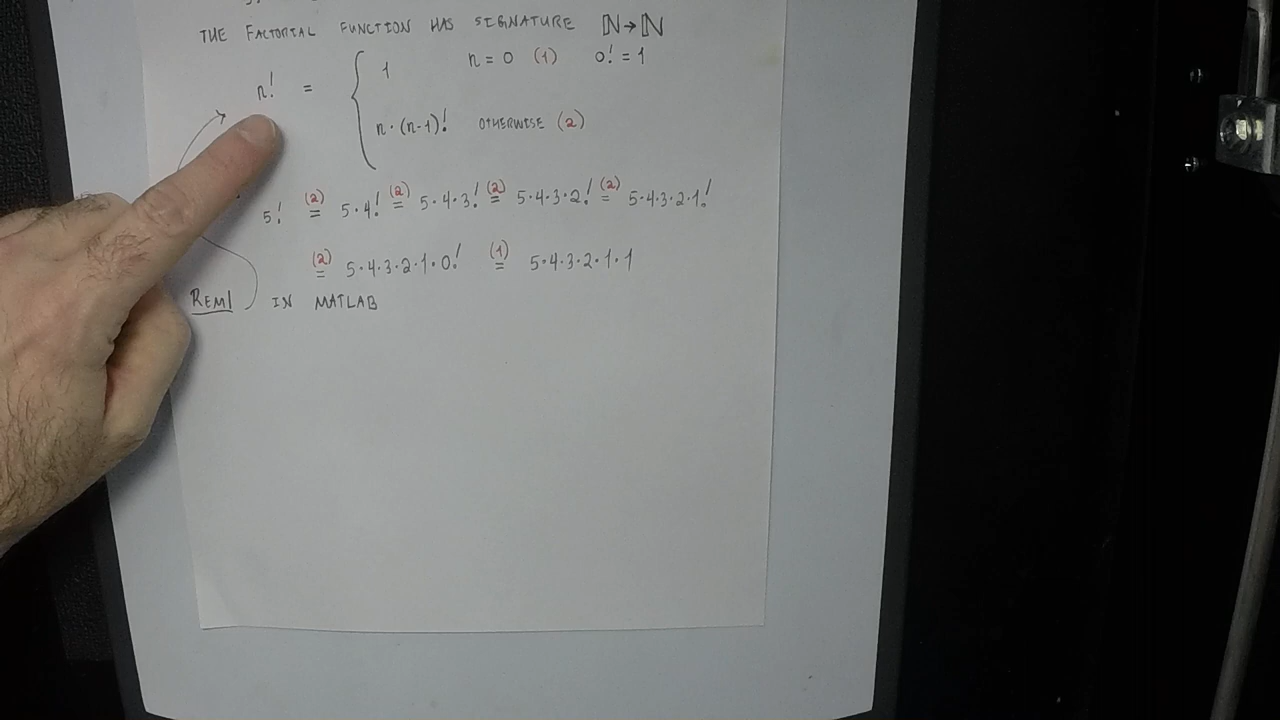 THE FACTORIAL FUNCTION HAS SIGNATURE ℕ→ℕ
n! = { 1 n = 0 (1) 0! = 1
n·(n-1)! OTHERWISE (2)
5! (2)= 5·4! (2)= 5·4·3! (2)= 5·4·3·2! (2)= 5·4·3·2·1!
(2)= 5·4·3·2·1·0! (1)= 5·4·3·2·1·1
REM| IN MATLAB